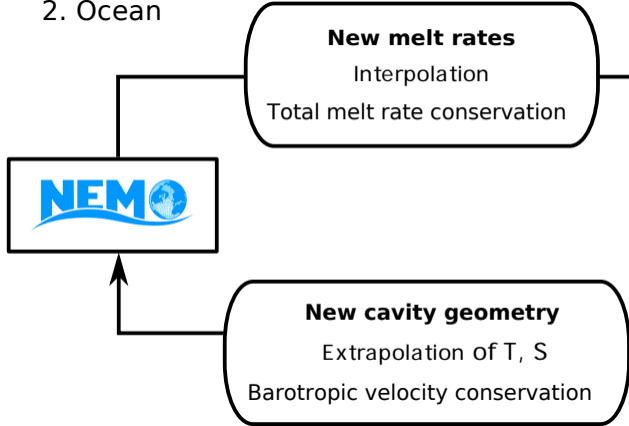 2. Ocean
New melt rates
Interpolation
Total melt rate conservation
NEMO
New cavity geometry
Extrapolation of T, S
Barotropic velocity conservation